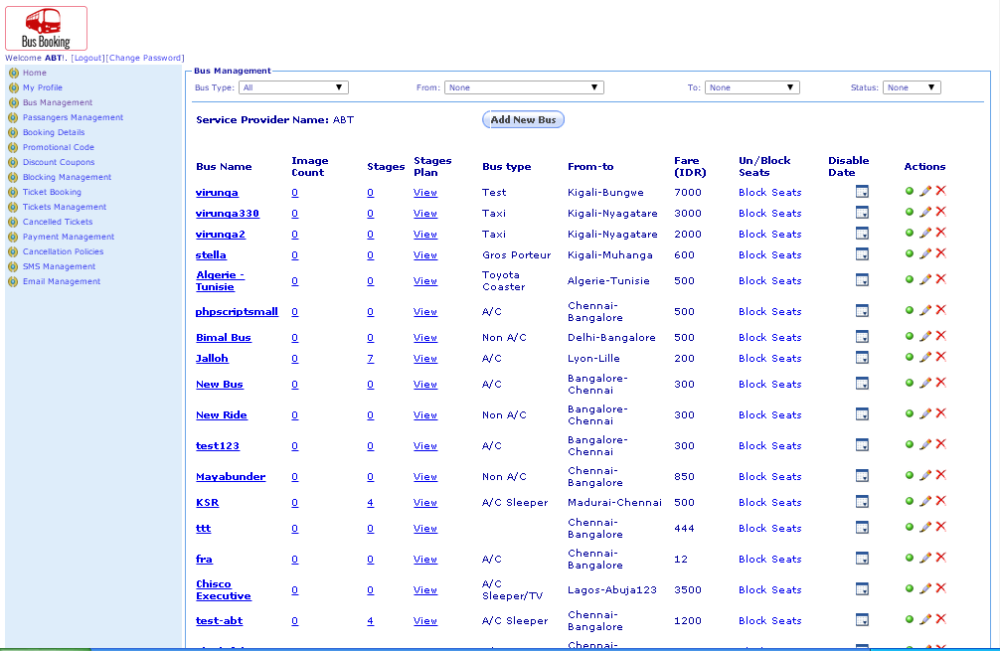 Bus Booking
Welcome ABT!. [Logout][Change Password]
Home
My Profile
Bus Management
Passangers Management
Booking Details
Promotional Code
Discount Coupons
Blocking Management
Ticket Booking
Tickets Management
Cancelled Tickets
Payment Management
Cancellation Policies
SMS Management
Email Management
Bus Management
Bus Type: All From: None To: None Status: None
Service Provider Name: ABT Add New Bus
Bus Name Image Count Stages Stages Plan Bus type From-to Fare (IDR) Un/Block Seats Disable Date Actions
virunga 0 0 View Test Kigali-Bungwe 7000 Block Seats
virunga330 0 0 View Taxi Kigali-Nyagatare 3000 Block Seats
virunga2 0 0 View Taxi Kigali-Nyagatare 2000 Block Seats
stella 0 0 View Gros Porteur Kigali-Muhanga 600 Block Seats
Algerie - Tunisie 0 0 View Toyota Coaster Algerie-Tunisie 500 Block Seats
phpscriptsmall 0 0 View A/C Chennai-Bangalore 500 Block Seats
Bimal Bus 0 0 View Non A/C Delhi-Bangalore 500 Block Seats
Jalloh 0 7 View A/C Lyon-Lille 200 Block Seats
New Bus 0 0 View A/C Bangalore-Chennai 300 Block Seats
New Ride 0 0 View Non A/C Bangalore-Chennai 300 Block Seats
test123 0 0 View A/C Bangalore-Chennai 300 Block Seats
Mayabunder 0 0 View Non A/C Chennai-Bangalore 850 Block Seats
KSR 0 4 View A/C Sleeper Madurai-Chennai 500 Block Seats
ttt 0 0 View Chennai-Bangalore 444 Block Seats
fra 0 0 View A/C Chennai-Bangalore 12 Block Seats
Chisco Executive 0 0 View A/C Sleeper/TV Lagos-Abuja123 3500 Block Seats
test-abt 0 4 View A/C Sleeper Chennai-Bangalore 1200 Block Seats
Chennai-